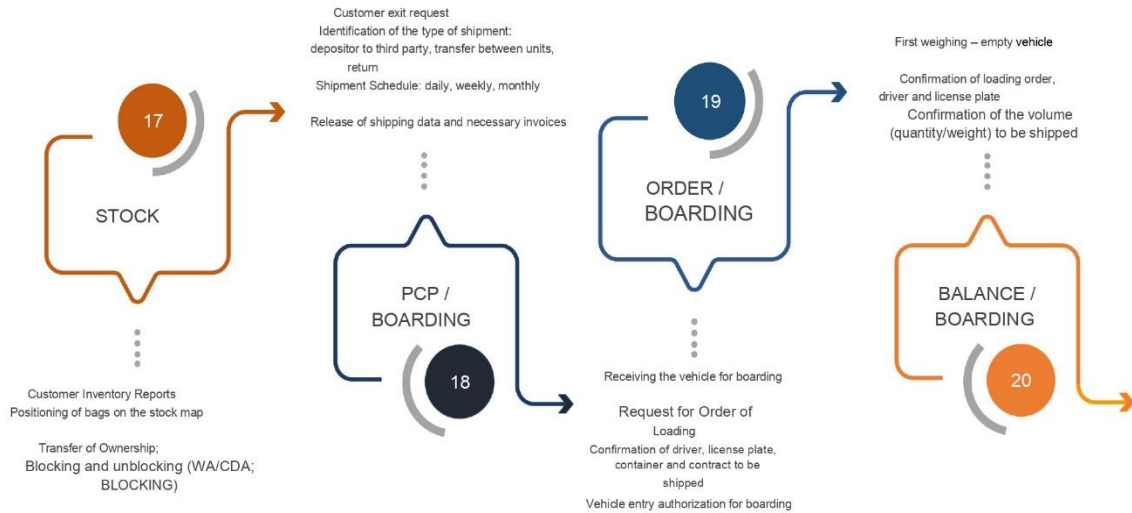 17
STOCK
Customer Inventory Reports
Positioning of bags on the stock map
Transfer of Ownership;
Blocking and unblocking (WA/CDA;
BLOCKING)
Customer exit request
Identification of the type of shipment:
depositor to third party, transfer between units,
return
Shipment Schedule: daily, weekly, monthly
Release of shipping data and necessary invoices
PCP /
BOARDING
18
19
ORDER /
BOARDING
Receiving the vehicle for boarding
Request for Order of
Loading
Confirmation of driver, license plate,
container and contract to be
shipped
Vehicle entry authorization for boarding
First weighing – empty vehicle
Confirmation of loading order,
driver and license plate
Confirmation of the volume
(quantity/weight) to be shipped
BALANCE /
BOARDING
20